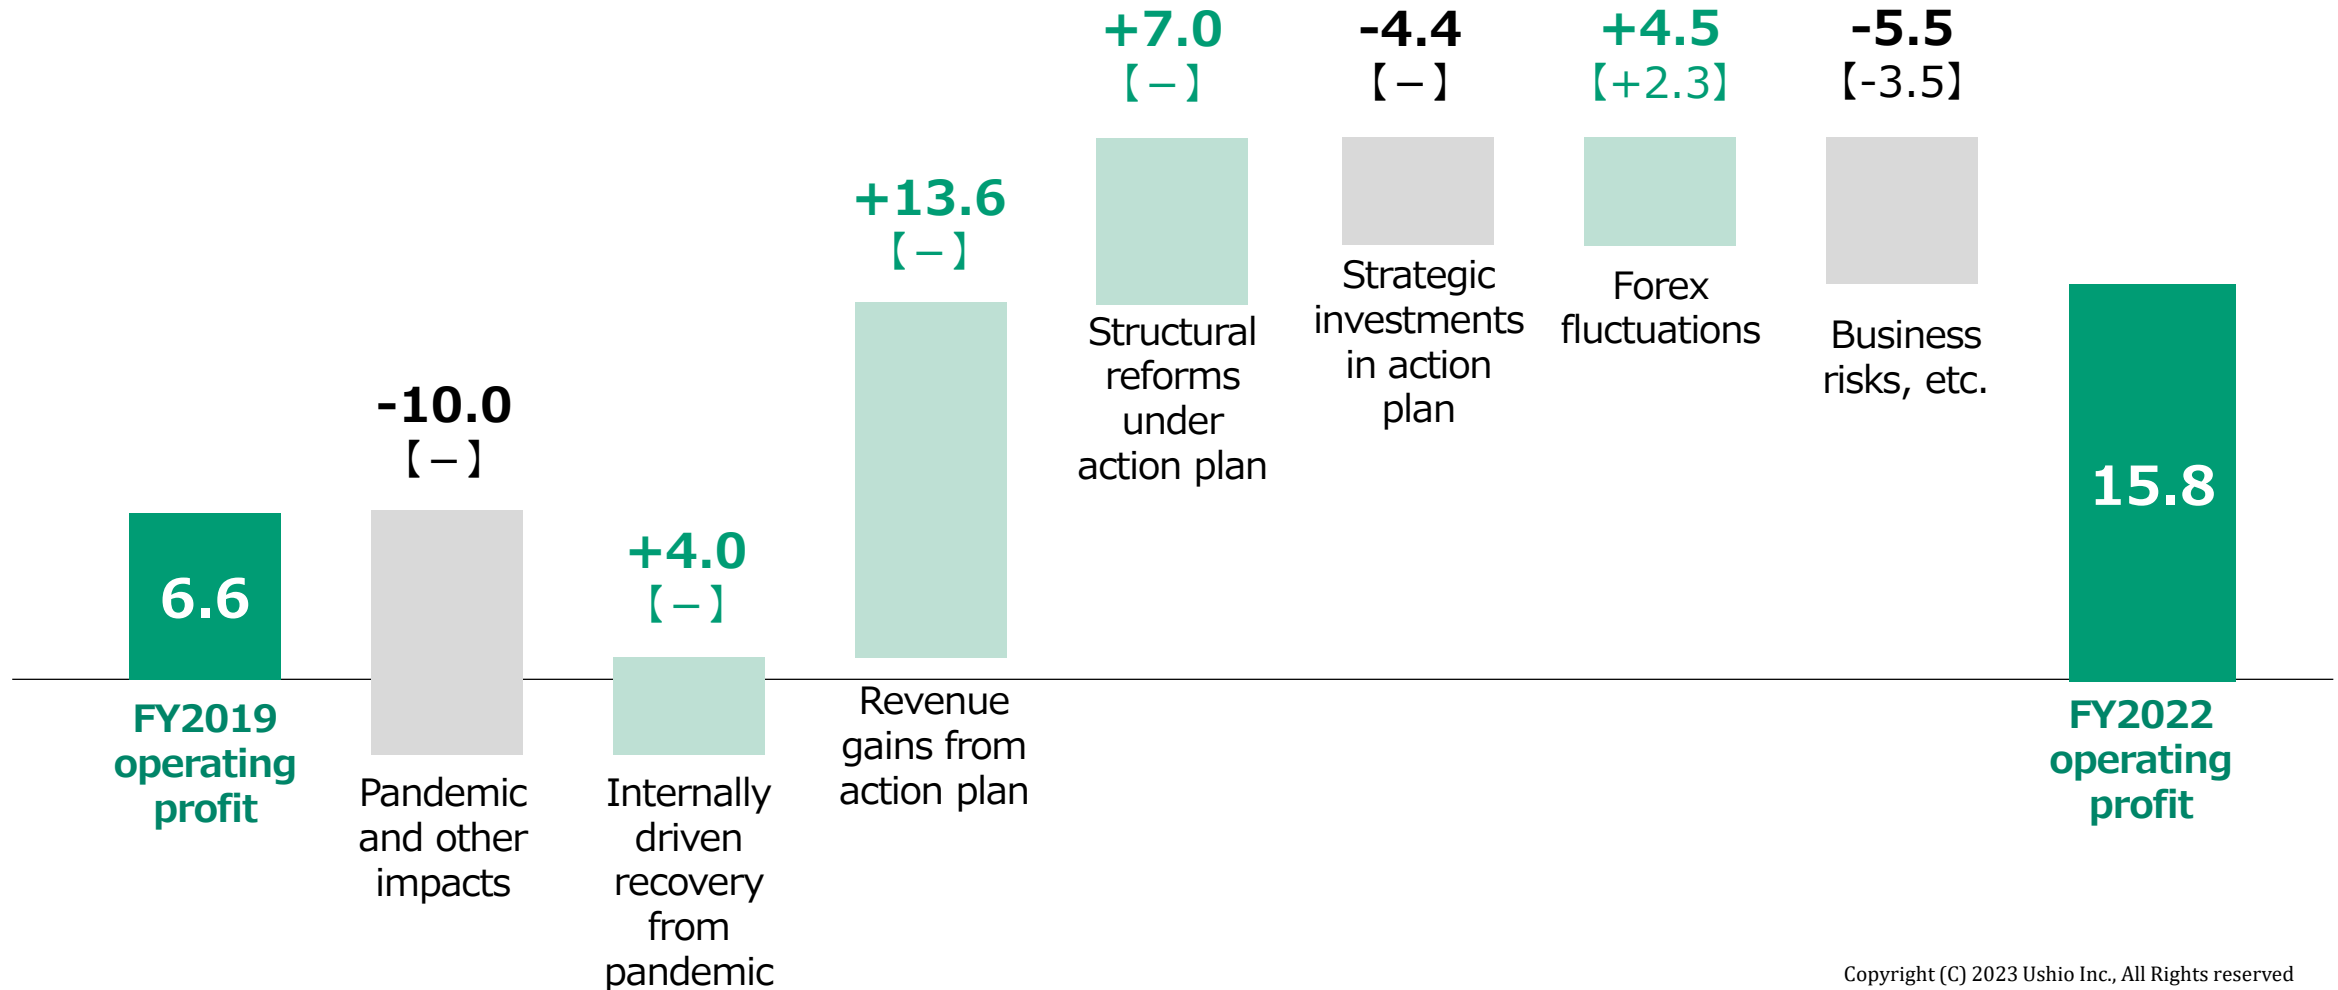 +7.0
【－】
-4.4
【－】
+4.5
【+2.3】
-5.5
【-3.5】
+13.6
【－】
Structural
reforms
under
action plan
Strategic
investments
in action
plan
Forex
fluctuations
Business
risks, etc.
-10.0
【－】
+4.0
【－】
6.6
15.8
FY2019
operating
profit
Pandemic
and other
impacts
Internally
driven
recovery
from
pandemic
Revenue
gains from
action plan
FY2022
operating
profit
Copyright (C) 2023 Ushio Inc., All Rights reserved